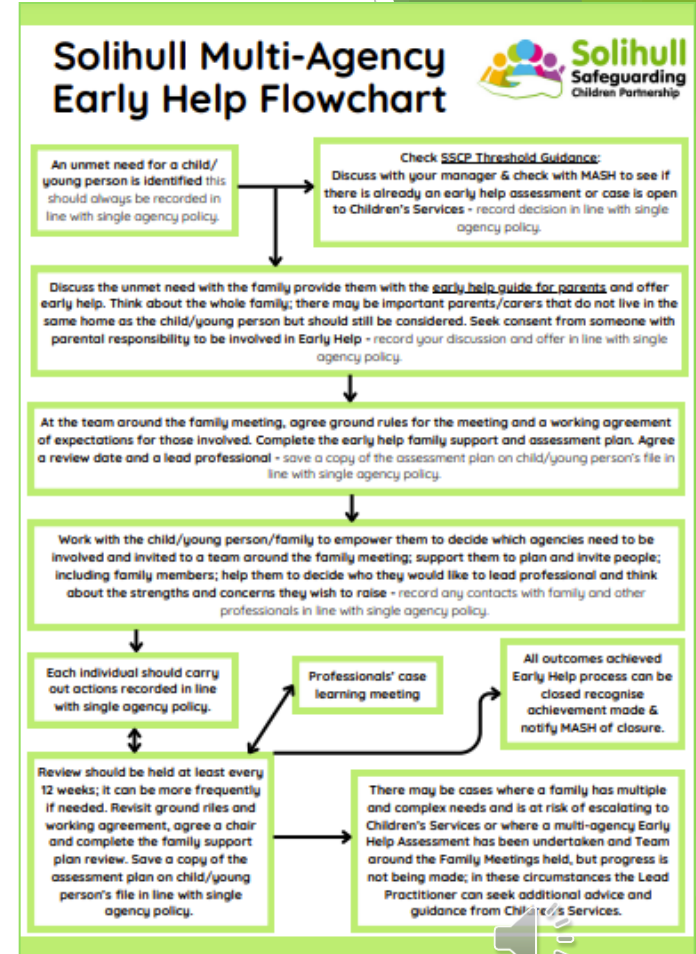 Solihull Multi-Agency
Early Help Flowchart
Solihull
Safeguarding
Children Partnership
An unmet need for a child/
young person is identified this
should always be recorded in
line with single agency policy.
Check SSCP Threshold Guidance:
Discuss with your manager & check with MASH to see if
there is already an early help assessment or case is open
to Children's Services - record decision in line with single
agency policy.
Discuss the unmet need with the family provide them with the early help guide for parents and offer
early help. Think about the whole family; there may be important parents/carers that do not live in the
same home as the child/young person but should still be considered. Seek consent from someone with
parental responsibility to be involved in Early Help - record your discussion and offer in line with single
agency policy.
At the team around the family meeting, agree ground rules for the meeting and a working agreement
of expectations for those involved. Complete the early help family support and assessment plan. Agree
a review date and a lead professional - save a copy of the assessment plan on child/young person's file in
line with single agency policy.
Work with the child/young person/family to empower them to decide which agencies need to be
involved and invited to a team around the family meeting; support them to plan and invite people;
including family members; help them to decide who they would like to lead professional and think
about the strengths and concerns they wish to raise - record any contacts with family and other
professionals in line with single agency policy.
Each individual should carry
out actions recorded in line
with single agency policy.
Professionals' case
learning meeting
All outcomes achieved
Early Help process can be
closed recognise
achievement made &
notify MASH of closure.
Review should be held at least every
12 weeks; it can be more frequently
if needed. Revisit ground riles and
working agreement, agree a chair
and complete the family support
plan review. Save a copy of the
assessment plan on child/young
person's file in line with single
agency policy.
There may be cases where a family has multiple
and complex needs and is at risk of escalating to
Children's Services or where a multi-agency Early
Help Assessment has been undertaken and Team
around the Family Meetings held, but progress is
not being made; in these circumstances the Lead
Practitioner can seek additional advice and
guidance from Children's Services.